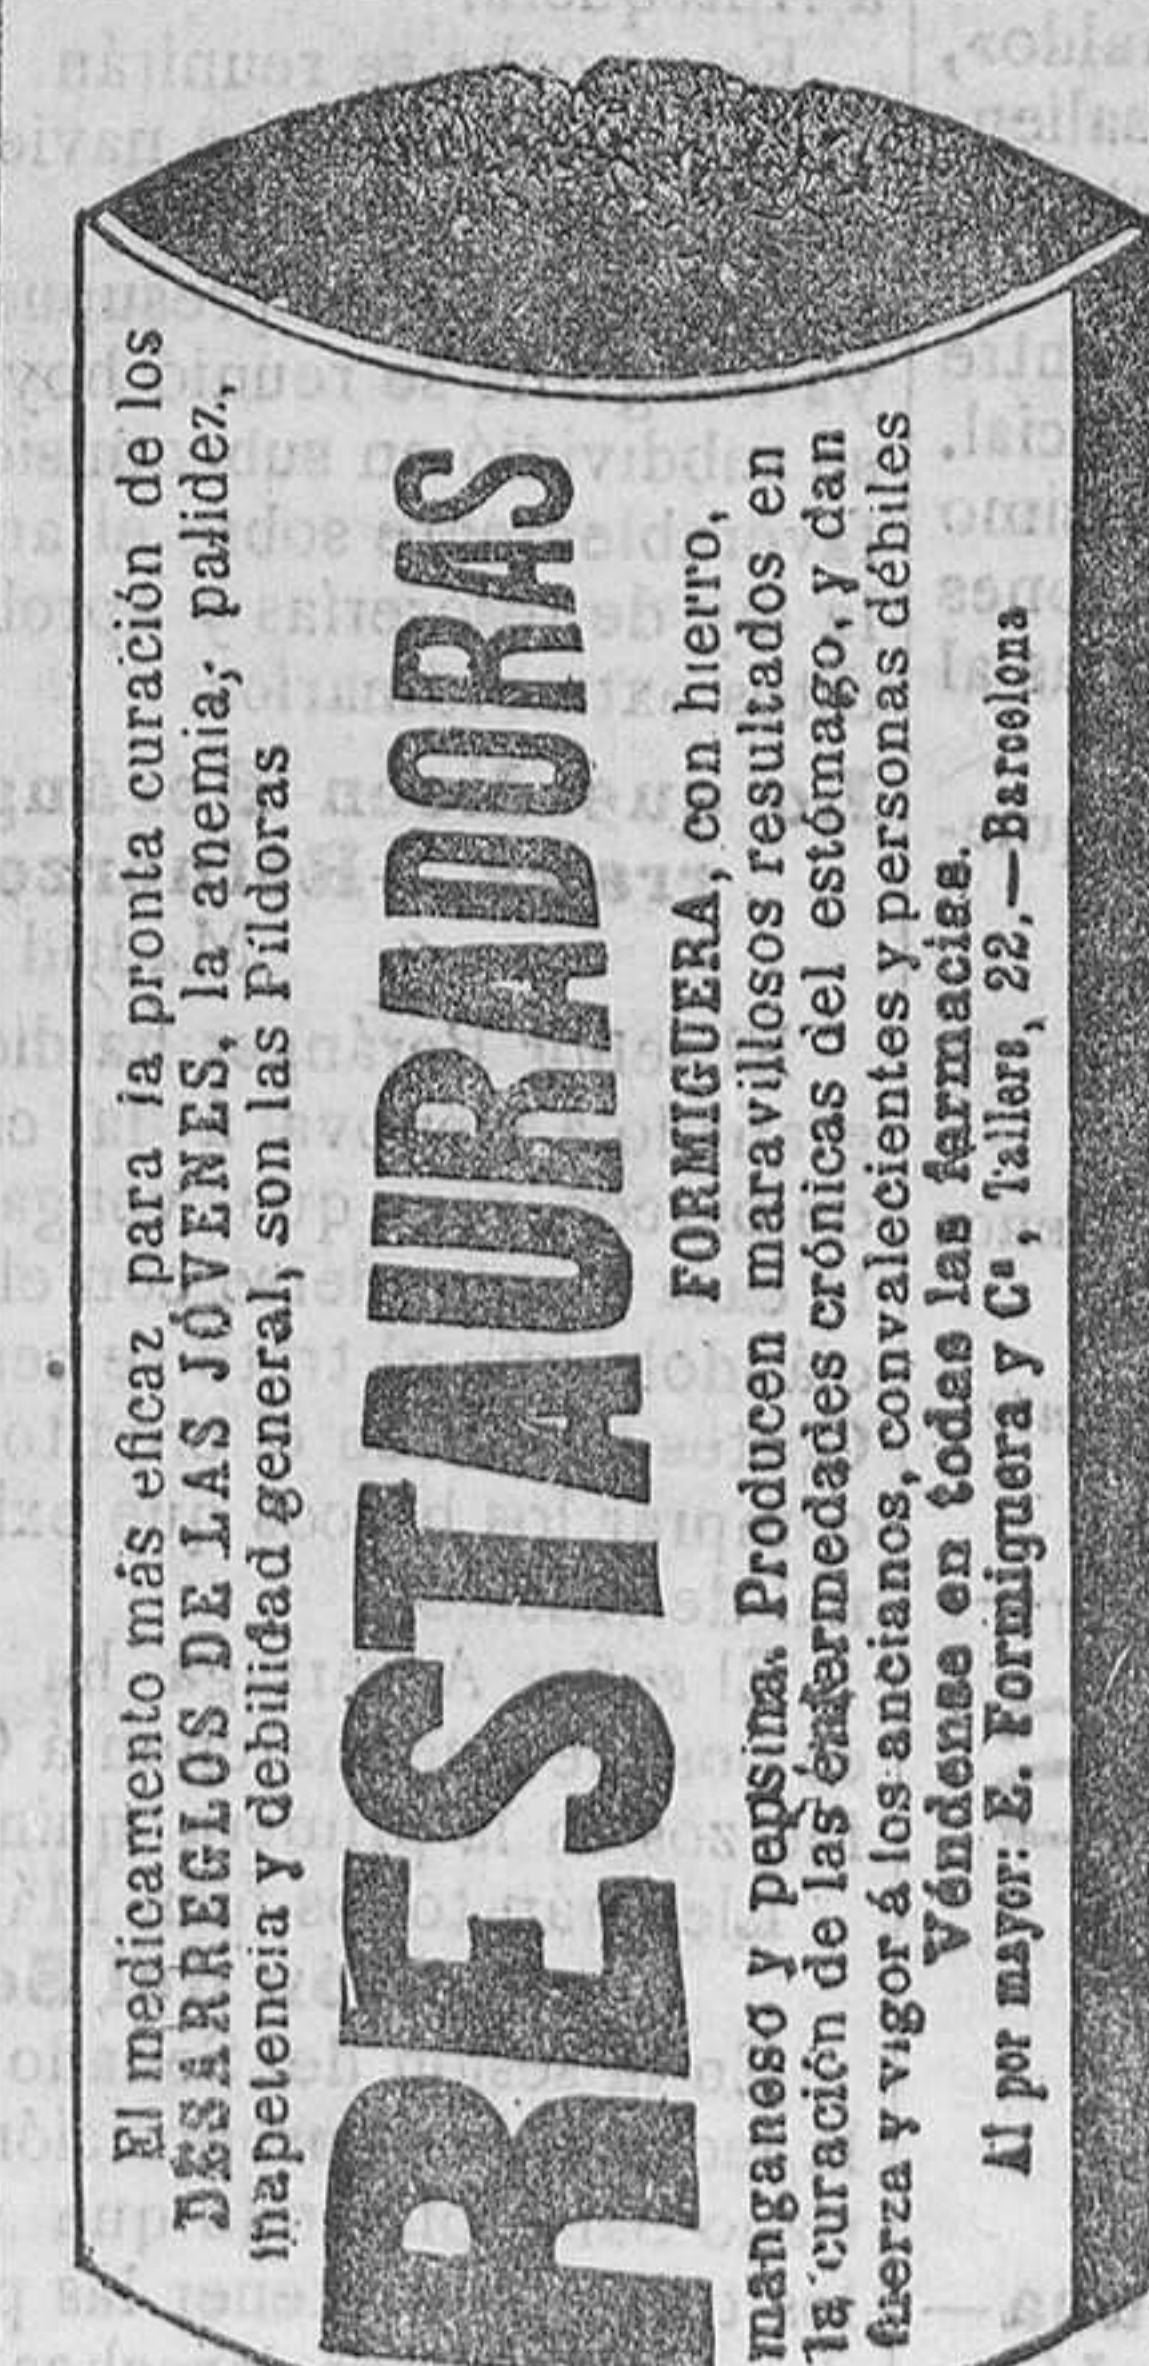 El medicamento más eficaz para la pronta curación de los
DESARREGLOS DE LAS JÓVENES, la anemia, palidez,
inapetencia y debilidad general, son las Píldoras
RESTAURADORAS
FORMIGUERA, con hierro,
manganeso y pepsina. Producen maravillosos resultados en
la curación de las enfermedades crónicas del estómago, y dan
fuerza y vigor á los ancianos, convalecientes y personas débiles
Véndense en todas las farmacias.
Al por mayor: E. Formiguera y Cª, Tallers, 22,—Barcelona